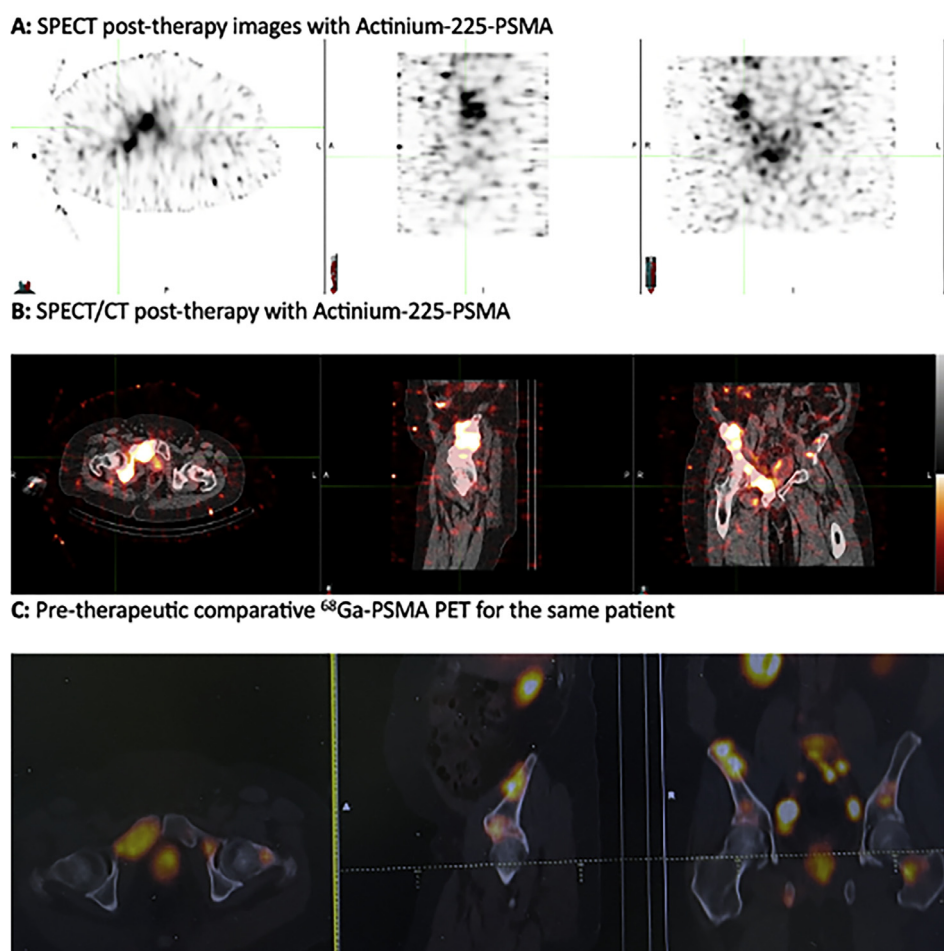 A: SPECT post-therapy images with Actinium-225-PSMA
R
L
A
P
R
L
P
I
I
B: SPECT/CT post-therapy with Actinium-225-PSMA
R
L
A
P
R
L
C: Pre-therapeutic comparative ⁶⁸Ga-PSMA PET for the same patient
A
R